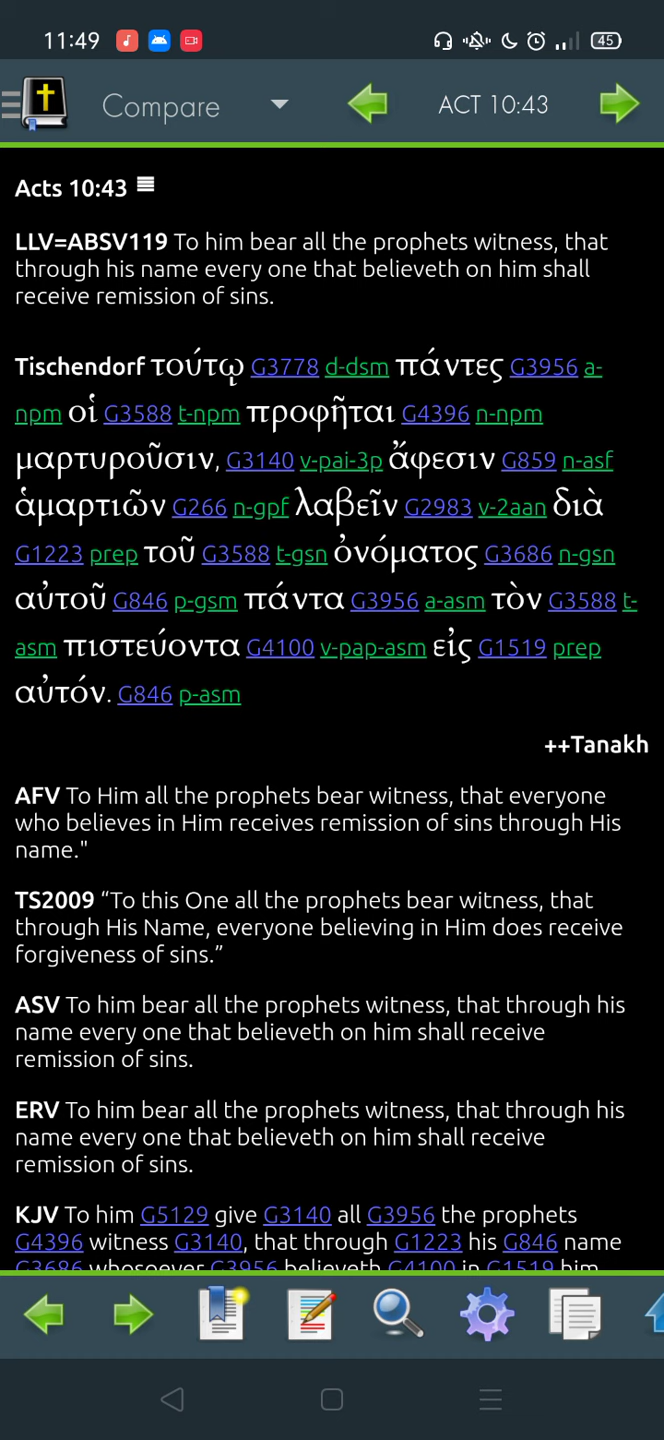 11:49 45
Compare ACT 10:43
Acts 10:43
LLV=ABSV119 To him bear all the prophets witness, that
through his name every one that believeth on him shall
receive remission of sins.
Tischendorf τούτῳ G3778 d-dsm πάντες G3956 a-
npm οἱ G3588 t-npm προφῆται G4396 n-npm
μαρτυροῦσιν, G3140 v-pai-3p ἄφεσιν G859 n-asf
ἁμαρτιῶν G266 n-gpf λαβεῖν G2983 v-2aan διὰ
G1223 prep τοῦ G3588 t-gsn ὀνόματος G3686 n-gsn
αὐτοῦ G846 p-gsm πάντα G3956 a-asm τὸν G3588 t-
asm πιστεύοντα G4100 v-pap-asm εἰς G1519 prep
αὐτόν. G846 p-asm
++Tanakh
AFV To Him all the prophets bear witness, that everyone
who believes in Him receives remission of sins through His
name."
TS2009 “To this One all the prophets bear witness, that
through His Name, everyone believing in Him does receive
forgiveness of sins.”
ASV To him bear all the prophets witness, that through his
name every one that believeth on him shall receive
remission of sins.
ERV To him bear all the prophets witness, that through his
name every one that believeth on him shall receive
remission of sins.
KJV To him G5129 give G3140 all G3956 the prophets
G4396 witness G3140, that through G1223 his G846 name
G3686 whosoever G3956 believeth G4100 in G1519 him